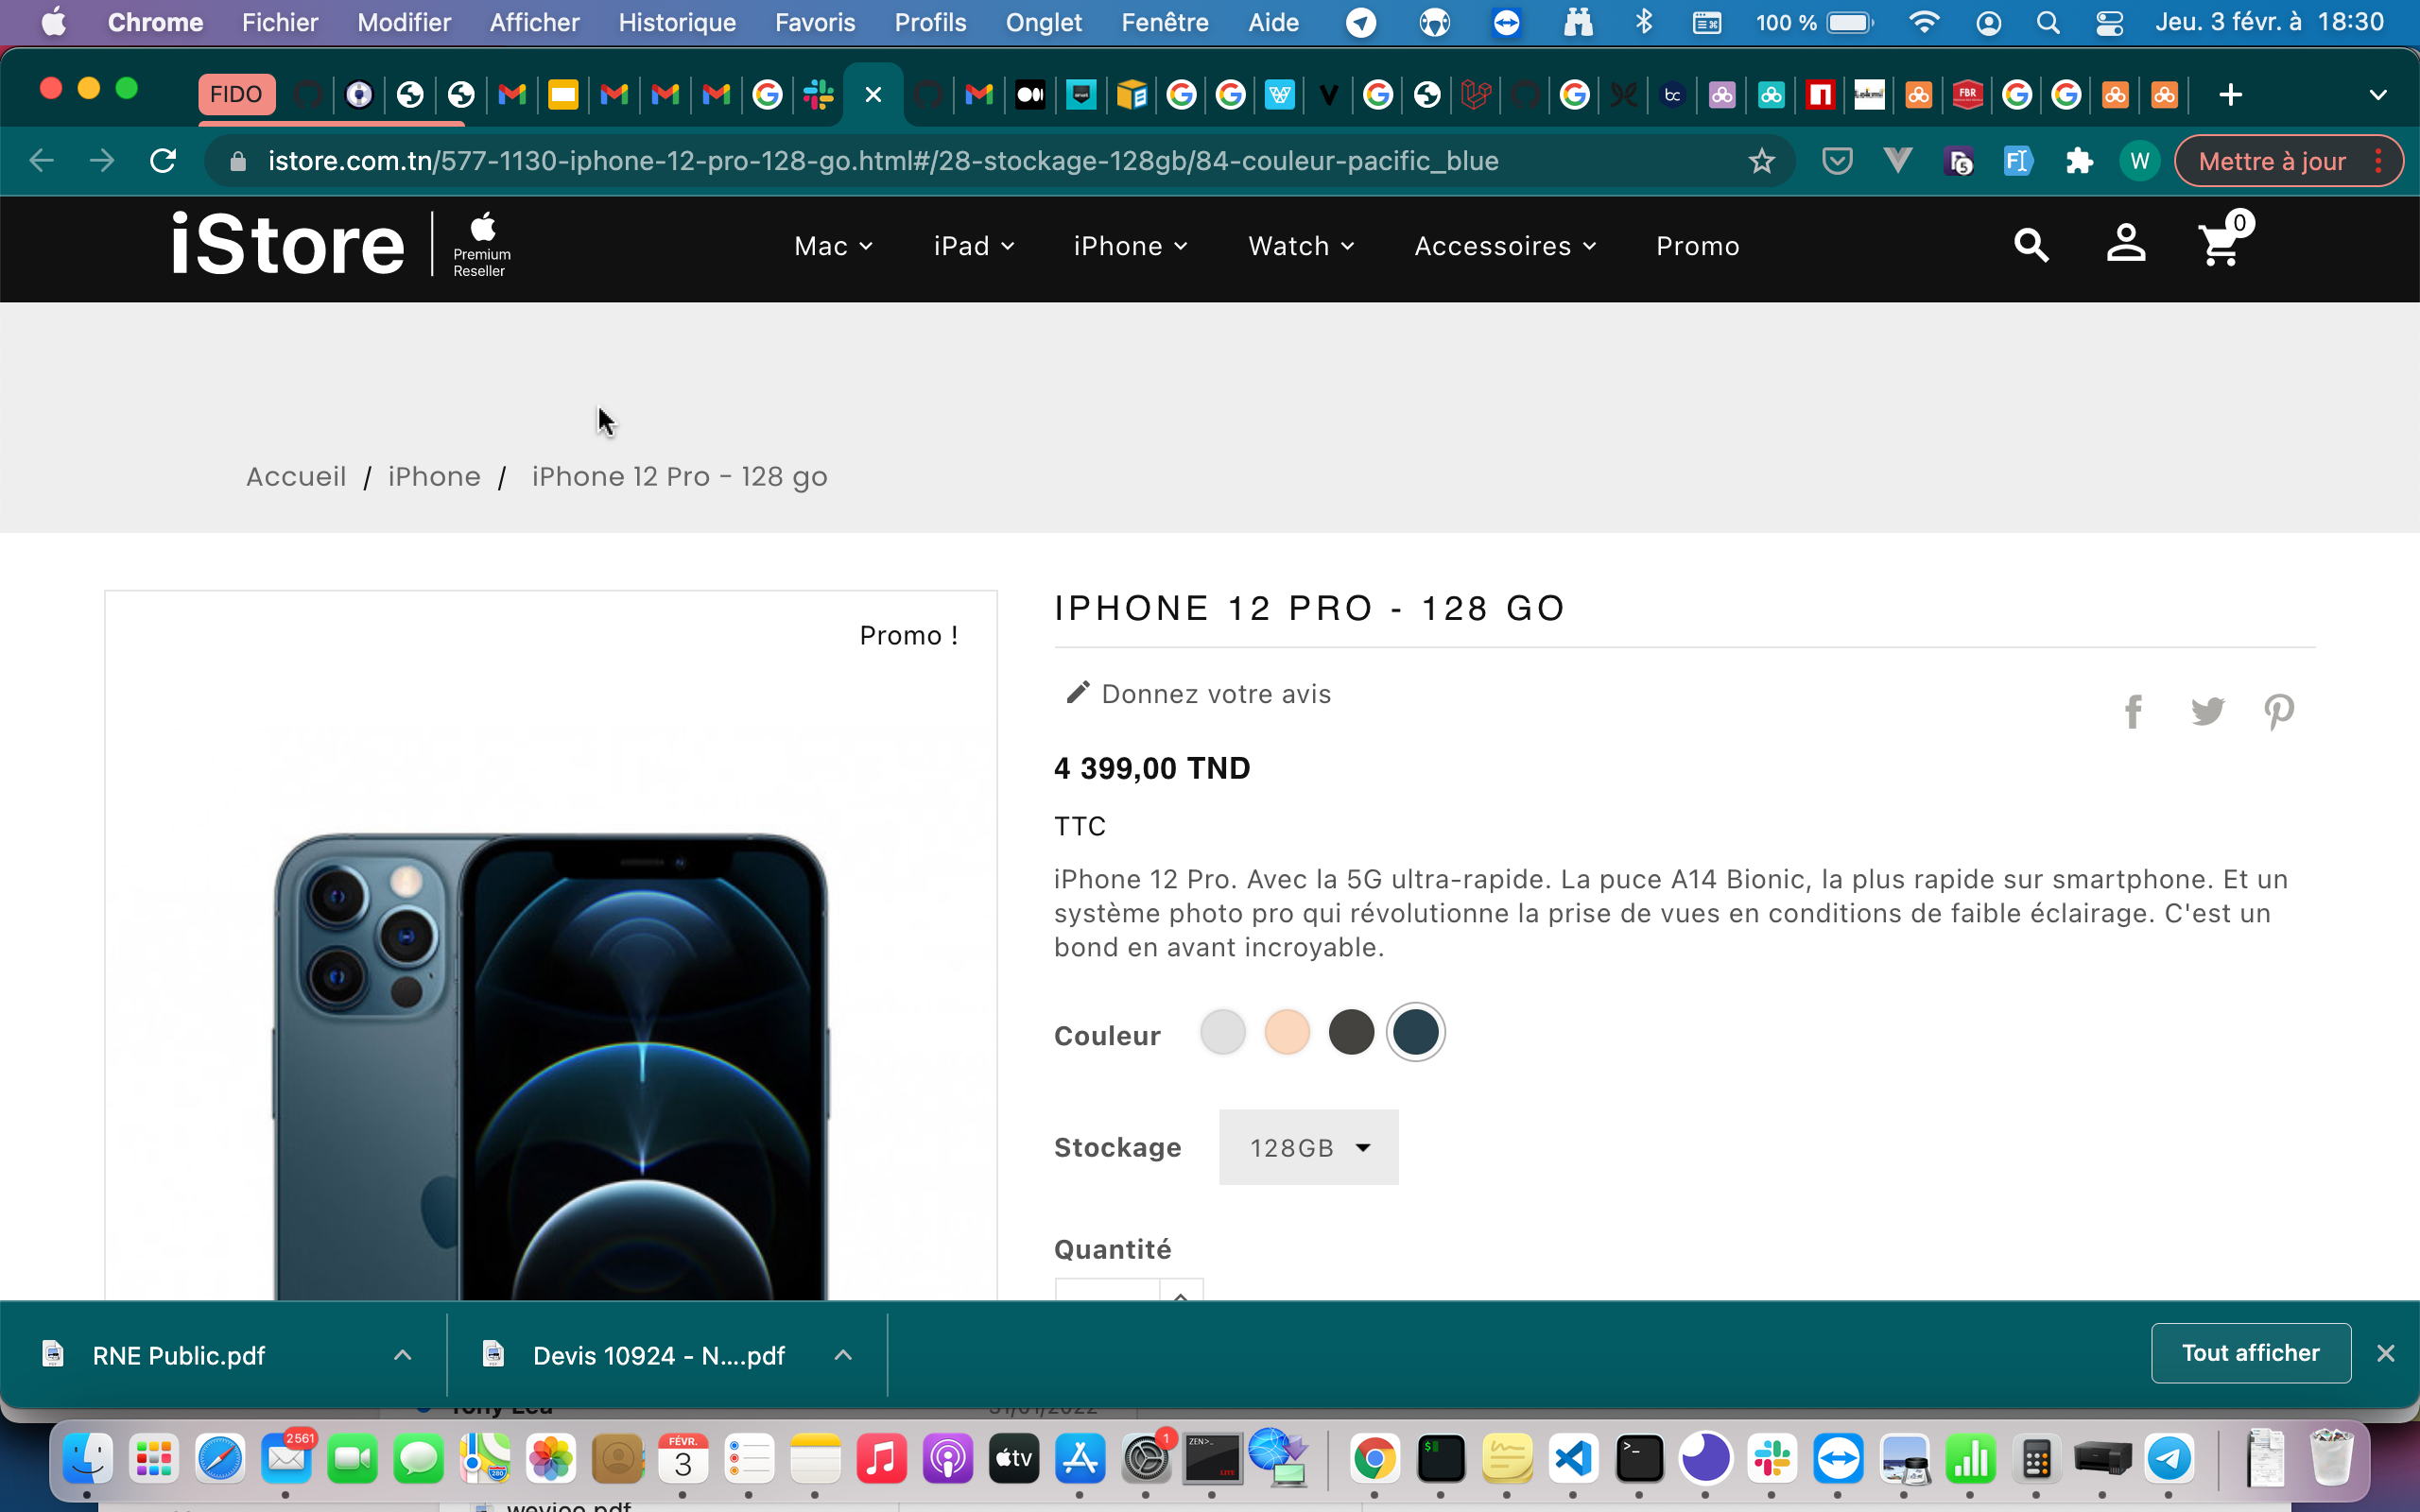 Chrome Fichier Modifier Afficher Historique Favoris Profils Onglet Fenêtre Aide 100 % Jeu. 3 févr. à 18:30
FIDO
istore.com.tn/577-1130-iphone-12-pro-128-go.html#/28-stockage-128gb/84-couleur-pacific_blue
W
Mettre à jour
iStore
Premium
Reseller
Mac iPad iPhone Watch Accessoires Promo
0
Accueil / iPhone / iPhone 12 Pro - 128 go
Promo !
IPHONE 12 PRO - 128 GO
Donnez votre avis
4 399,00 TND
TTC
iPhone 12 Pro. Avec la 5G ultra-rapide. La puce A14 Bionic, la plus rapide sur smartphone. Et un
système photo pro qui révolutionne la prise de vues en conditions de faible éclairage. C'est un
bond en avant incroyable.
Couleur
Stockage
128GB
Quantité
RNE Public.pdf
Devis 10924 - N....pdf
Tout afficher
2561
FÉVR.
3
tv
1